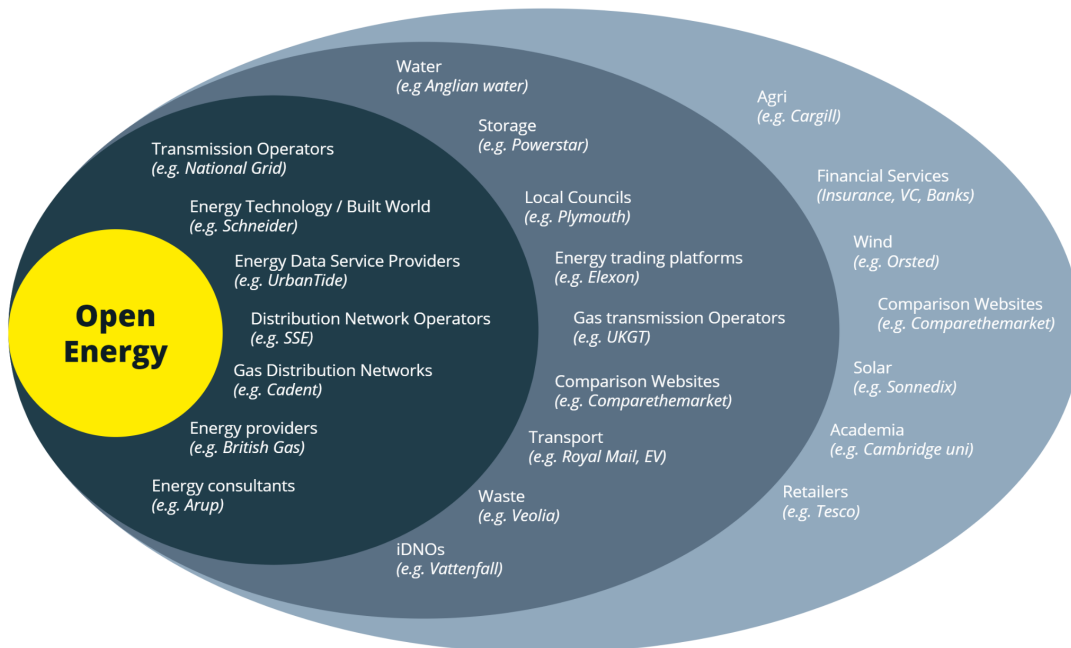 Open
Energy
Transmission Operators
(e.g. National Grid)
Energy Technology / Built World
(e.g. Schneider)
Energy Data Service Providers
(e.g. UrbanTide)
Distribution Network Operators
(e.g. SSE)
Gas Distribution Networks
(e.g. Cadent)
Energy providers
(e.g. British Gas)
Energy consultants
(e.g. Arup)
Water
(e.g Anglian water)
Storage
(e.g. Powerstar)
Local Councils
(e.g. Plymouth)
Energy trading platforms
(e.g. Elexon)
Gas transmission Operators
(e.g. UKGT)
Comparison Websites
(e.g. Comparethemarket)
Transport
(e.g. Royal Mail, EV)
Waste
(e.g. Veolia)
iDNOs
(e.g. Vattenfall)
Agri
(e.g. Cargill)
Financial Services
(Insurance, VC, Banks)
Wind
(e.g. Orsted)
Comparison Websites
(e.g. Comparethemarket)
Solar
(e.g. Sonnedix)
Academia
(e.g. Cambridge uni)
Retailers
(e.g. Tesco)